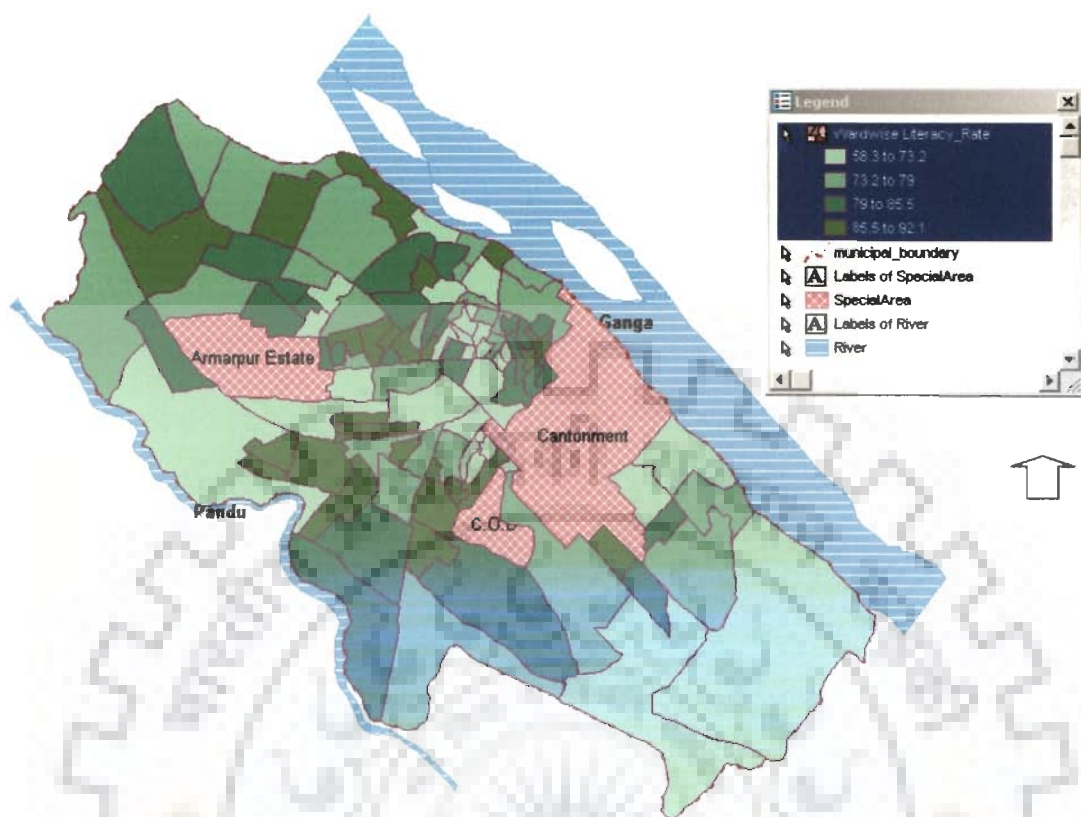 Legend
Wardwise Literacy_Rate
58.3 to 73.2
73.2 to 79
79 to 85.5
85.5 to 92.1
municipal_boundary
A Labels of SpecialArea
SpecialArea
A Labels of River
River
Ganga
Armarpur Estate
Cantonment
Pandu
C.O.D